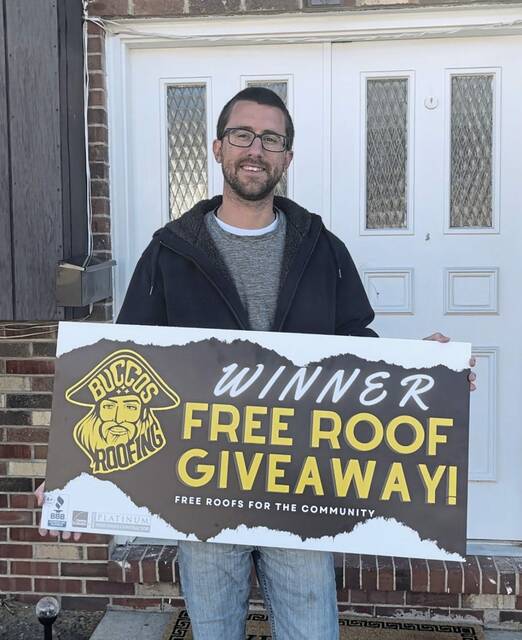 BUCCOS
ROOFING
WINNER
FREE ROOF
GIVEAWAY!
FREE ROOFS FOR THE COMMUNITY
BBB
PLATINUM